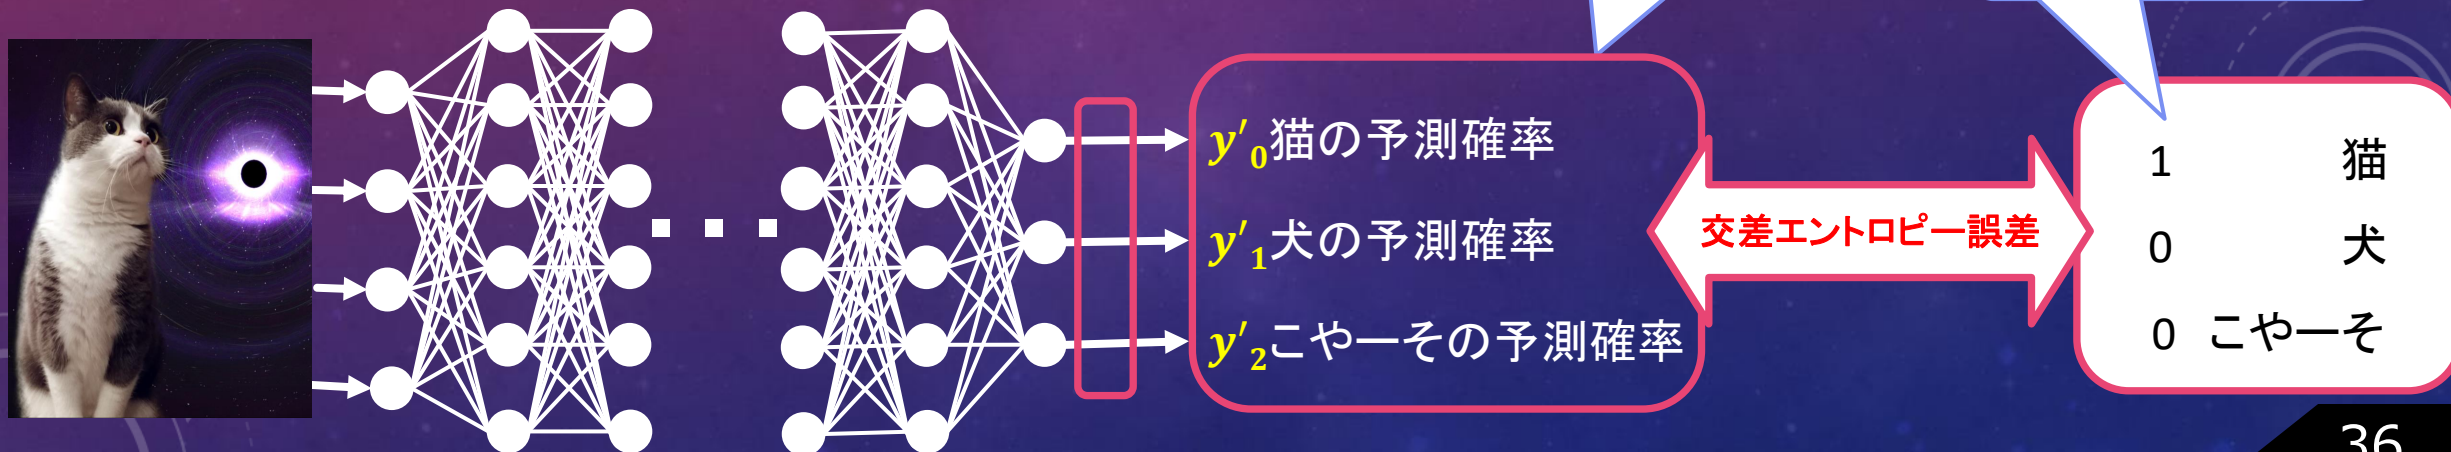 y'₀猫の予測確率
y'₁犬の予測確率
y'₂こやーその予測確率
交差エントロピー誤差
1 猫
0 犬
0 こやーそ
36